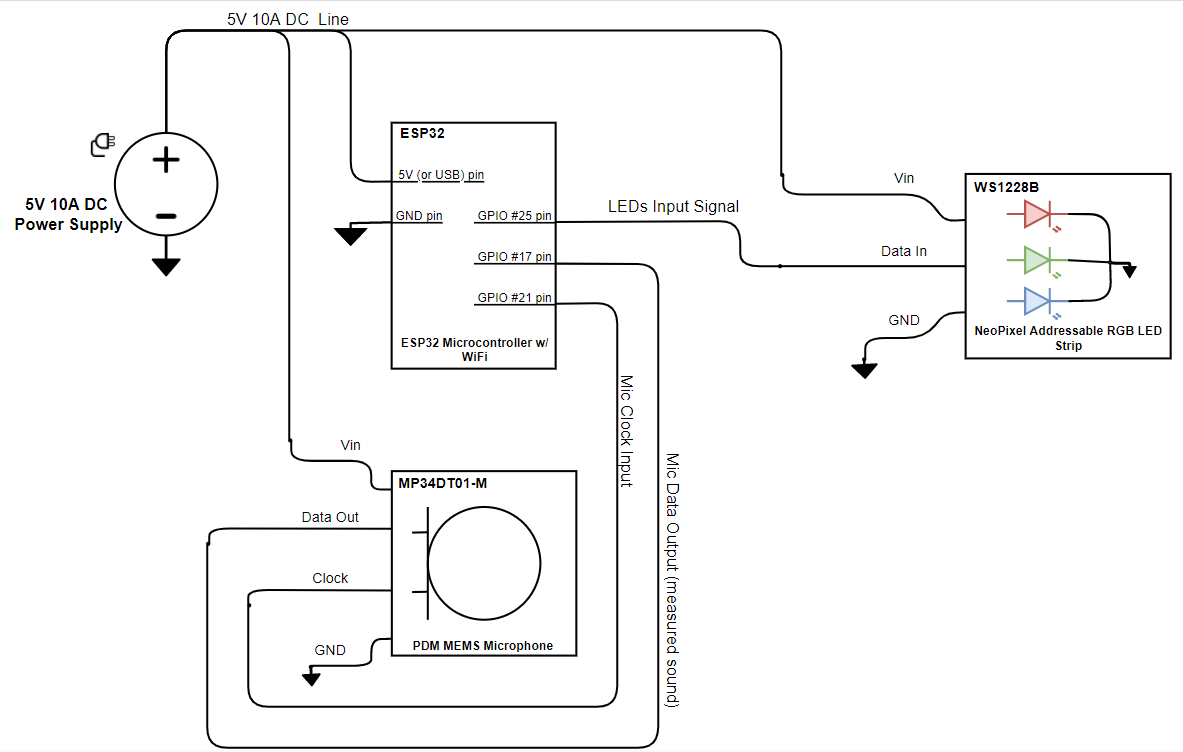 5V 10A DC  Line
5V 10A DC
Power Supply
ESP32
5V (or USB) pin
GND pin
GPIO #25 pin
GPIO #17 pin
GPIO #21 pin
ESP32 Microcontroller w/
WiFi
LEDs Input Signal
Vin
Data In
GND
WS1228B
NeoPixel Addressable RGB LED
Strip
Mic Clock Input
Mic Data Output (measured sound)
Vin
Data Out
Clock
GND
MP34DT01-M
PDM MEMS Microphone